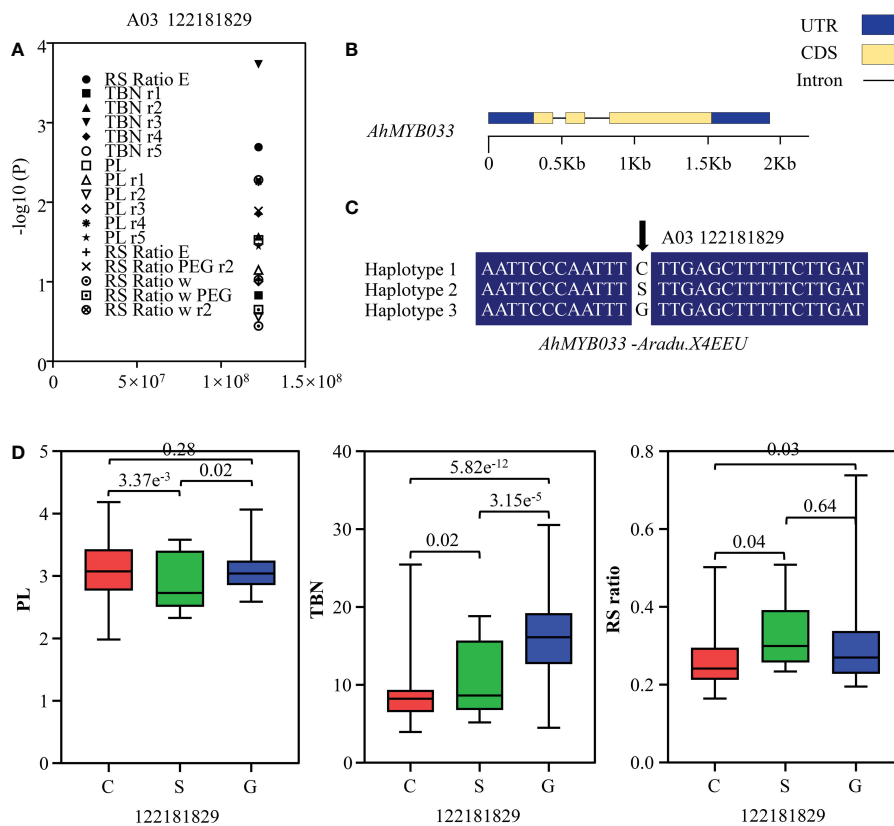 A03 122181829
A
4
3
2
1
0
-log10 (P)
RS Ratio E
TBN r1
TBN r2
TBN r3
TBN r4
TBN r5
PL
PL r1
PL r2
PL r3
PL r4
PL r5
RS Ratio E
RS Ratio PEG r2
RS Ratio w
RS Ratio w PEG
RS Ratio w r2
0
5×10⁷
1×10⁸
1.5×10⁸
B
UTR
CDS
Intron
AhMYB033
0 0.5Kb 1Kb 1.5Kb 2Kb
C
A03 122181829
Haplotype 1 AATTCCCAATTT C TTGAGCTTTTTCTTGAT
Haplotype 2 AATTCCCAATTT S TTGAGCTTTTTCTTGAT
Haplotype 3 AATTCCCAATTT G TTGAGCTTTTTCTTGAT
AhMYB033 -Aradu.X4EEU
D
5
4
3
2
1
0
PL
0.28
3.37e⁻³
0.02
C S G
122181829
40
30
20
10
0
TBN
5.82e⁻¹²
3.15e⁻⁵
0.02
C S G
122181829
0.8
0.6
0.4
0.2
0.0
RS ratio
0.03
0.64
0.04
C S G
122181829